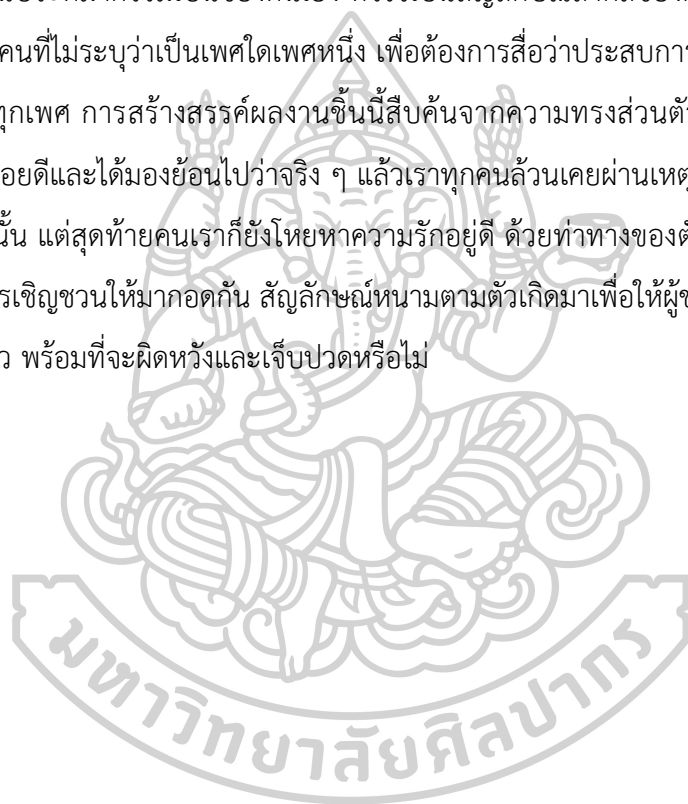 คนที่ไม่ระบุว่าเป็นเพศใดเพศหนึ่ง เพื่อต้องการสื่อว่าประสบกา
ทุกเพศ การสร้างสรรค์ผลงานชิ้นนี้สืบค้นจากความทรงส่วนตั
อยดีและได้มองย้อนไปว่าจริง ๆ แล้วเราทุกคนล้วนเคยผ่านเหตุ
นั้น แต่สุดท้ายคนเราก็ยังโหยหาความรักอยู่ดี ด้วยท่าทางของตั
รเชิญชวนให้มากอดกัน สัญลักษณ์หนามตามตัวเกิดมาเพื่อให้ผู้ช
ว พร้อมที่จะผิดหวังและเจ็บปวดหรือไม่
มหาวิทยาลัยศิลปากร